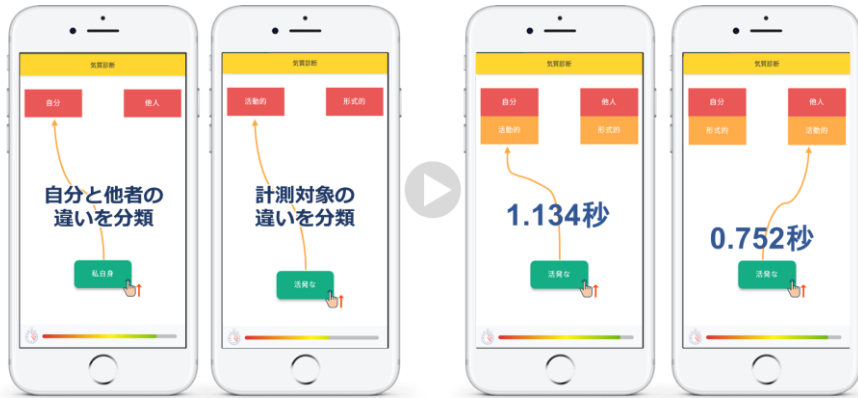 気質診断
自分
他人
自分と他者の
違いを分類
私自身
気質診断
活動的
形式的
計測対象の
違いを分類
活発な
気質診断
自分
他人
活動的
形式的
1.134秒
活発な
気質診断
自分
他人
形式的
活動的
0.752秒
活発な